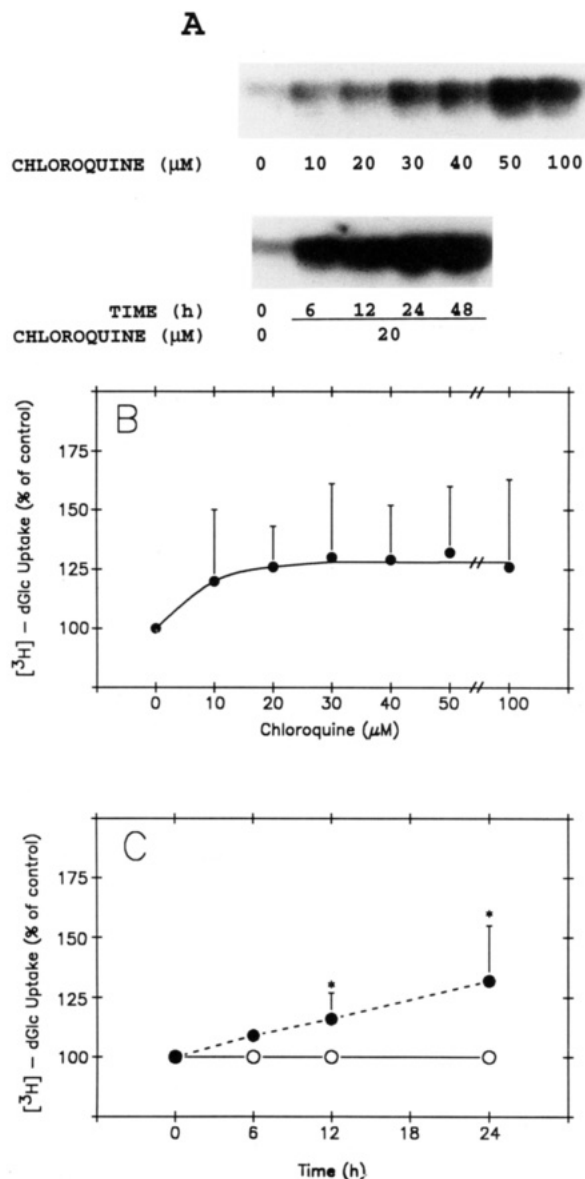 A
CHLOROQUINE (μM) 0 10 20 30 40 50 100
TIME (h) 0 6 12 24 48
CHLOROQUINE (μM) 0 20
B
[³H] – dGlc Uptake (% of control)
175
150
125
100
0 10 20 30 40 50 100
Chloroquine (μM)
C
[³H] – dGlc Uptake (% of control)
175
150
125
100
* *
0 6 12 18 24
Time (h)